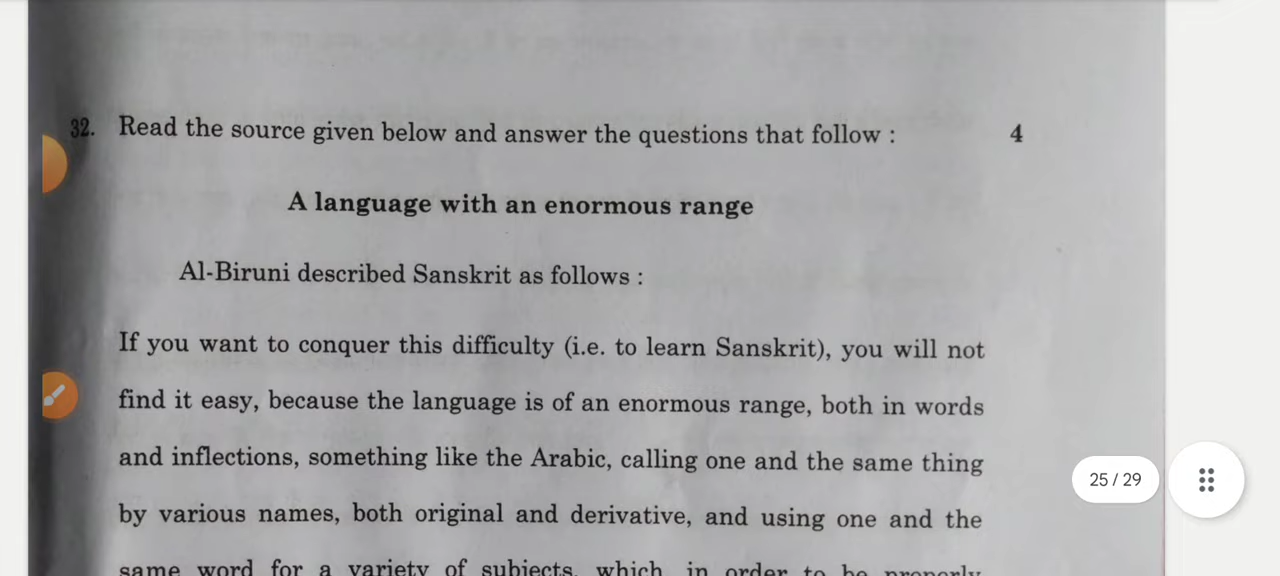 32. Read the source given below and answer the questions that follow : 4
A language with an enormous range
Al-Biruni described Sanskrit as follows :
If you want to conquer this difficulty (i.e. to learn Sanskrit), you will not
find it easy, because the language is of an enormous range, both in words
and inflections, something like the Arabic, calling one and the same thing
by various names, both original and derivative, and using one and the
25 / 29
same word for a variety of subjects, which, in order to be properly